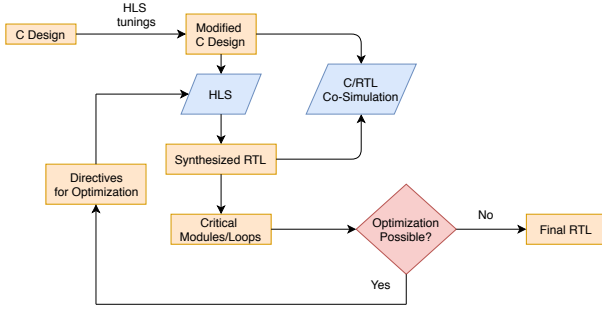 HLS
tunings
C Design
Modified
C Design
HLS
C/RTL
Co-Simulation
Synthesized RTL
Directives
for Optimization
Critical
Modules/Loops
Optimization
Possible?
No
Final RTL
Yes